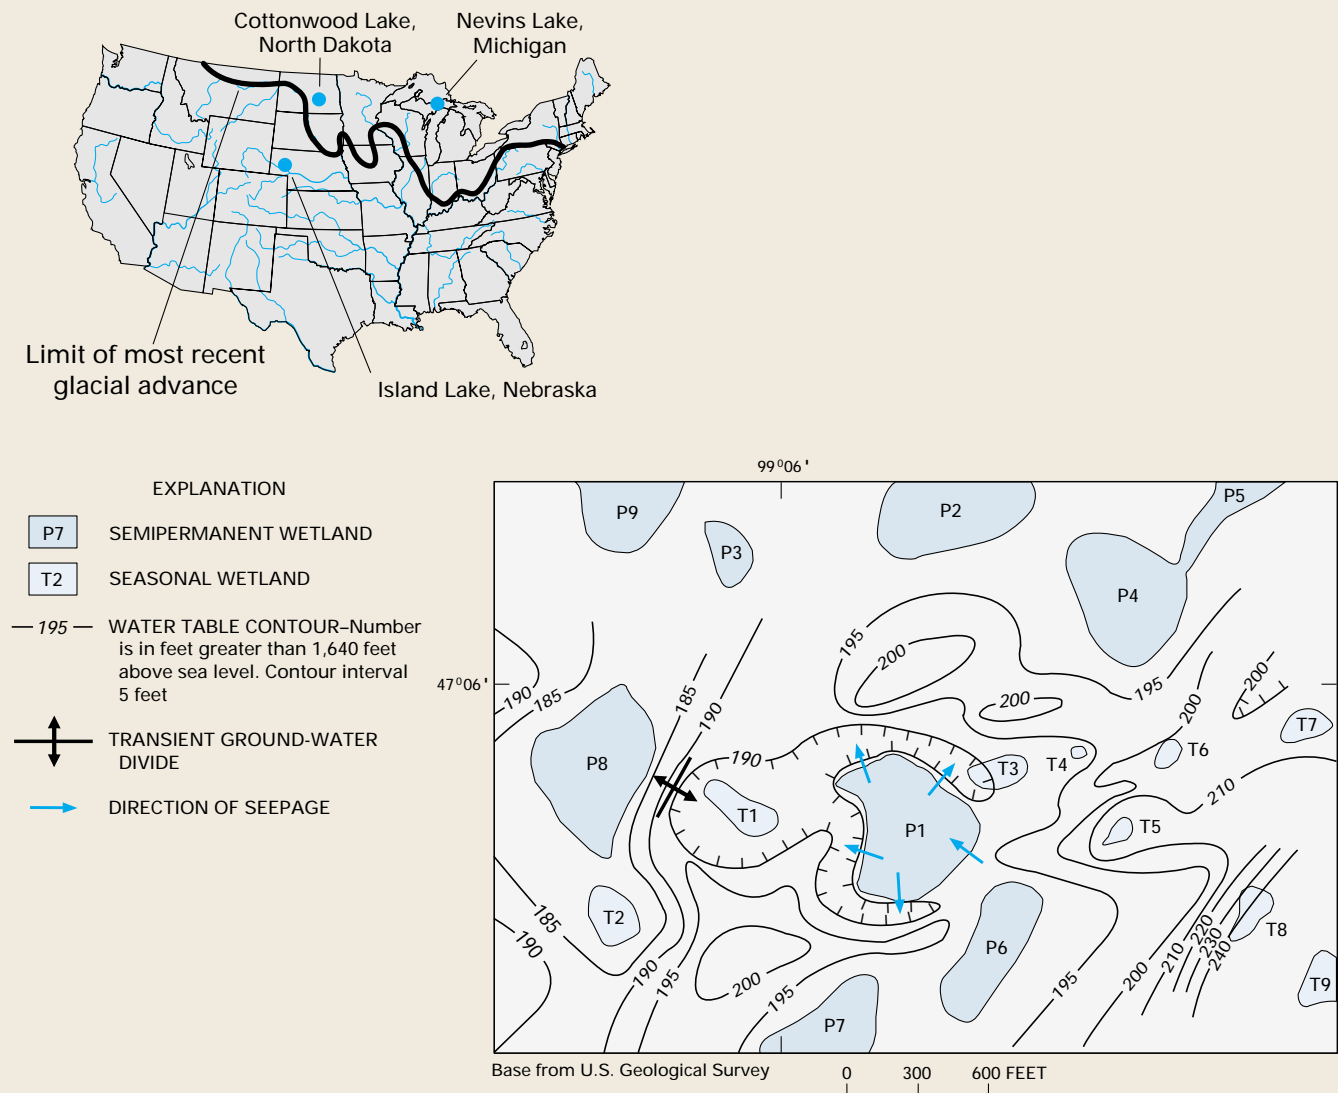 Cottonwood Lake,
North Dakota
Nevins Lake,
Michigan
Limit of most recent
glacial advance
Island Lake, Nebraska
EXPLANATION
P7 SEMIPERMANENT WETLAND
T2 SEASONAL WETLAND
195 WATER TABLE CONTOUR–Number
is in feet greater than 1,640 feet
above sea level. Contour interval
5 feet
TRANSIENT GROUND-WATER
DIVIDE
DIRECTION OF SEEPAGE
99°06'
47°06'
P9
P2
P5
P3
P4
195
200
200
195
200
200
190
185
185
190
T7
T6
P8
190
T3
T4
210
T1
P1
T5
185
T2
190
P6
220
230
240
210
T8
190
195
200
195
195
200
T9
P7
Base from U.S. Geological Survey
0 300 600 FEET